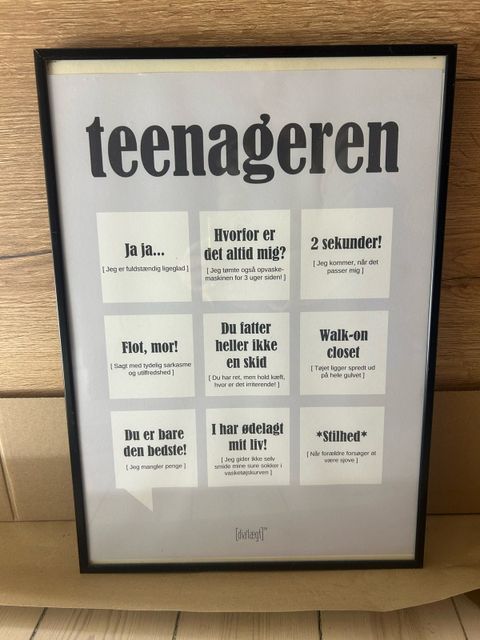 teenageren
Ja ja...
[ Jeg er fuldstændig ligeglad ]
Hvorfor er
det altid mig?
[ Jeg tømte også opvaske-
maskinen for 3 uger siden! ]
2 sekunder!
[ Jeg kommer, når det
passer mig ]
Flot, mor!
[ Sagt med tydelig sarkasme
og utilfredshed ]
Du fatter
heller ikke
en skid
[ Du har ret, men hold kæft,
hvor er det irriterende! ]
Walk-on
closet
[ Tøjet ligger spredt ud
på hele gulvet ]
Du er bare
den bedste!
[ Jeg mangler penge ]
I har ødelagt
mit liv!
[ Jeg gider ikke selv
smide mine sure sokker i
vasketøjskurven ]
*Stilhed*
[ Når forældre forsøger at
være sjove ]
[dialægt]™